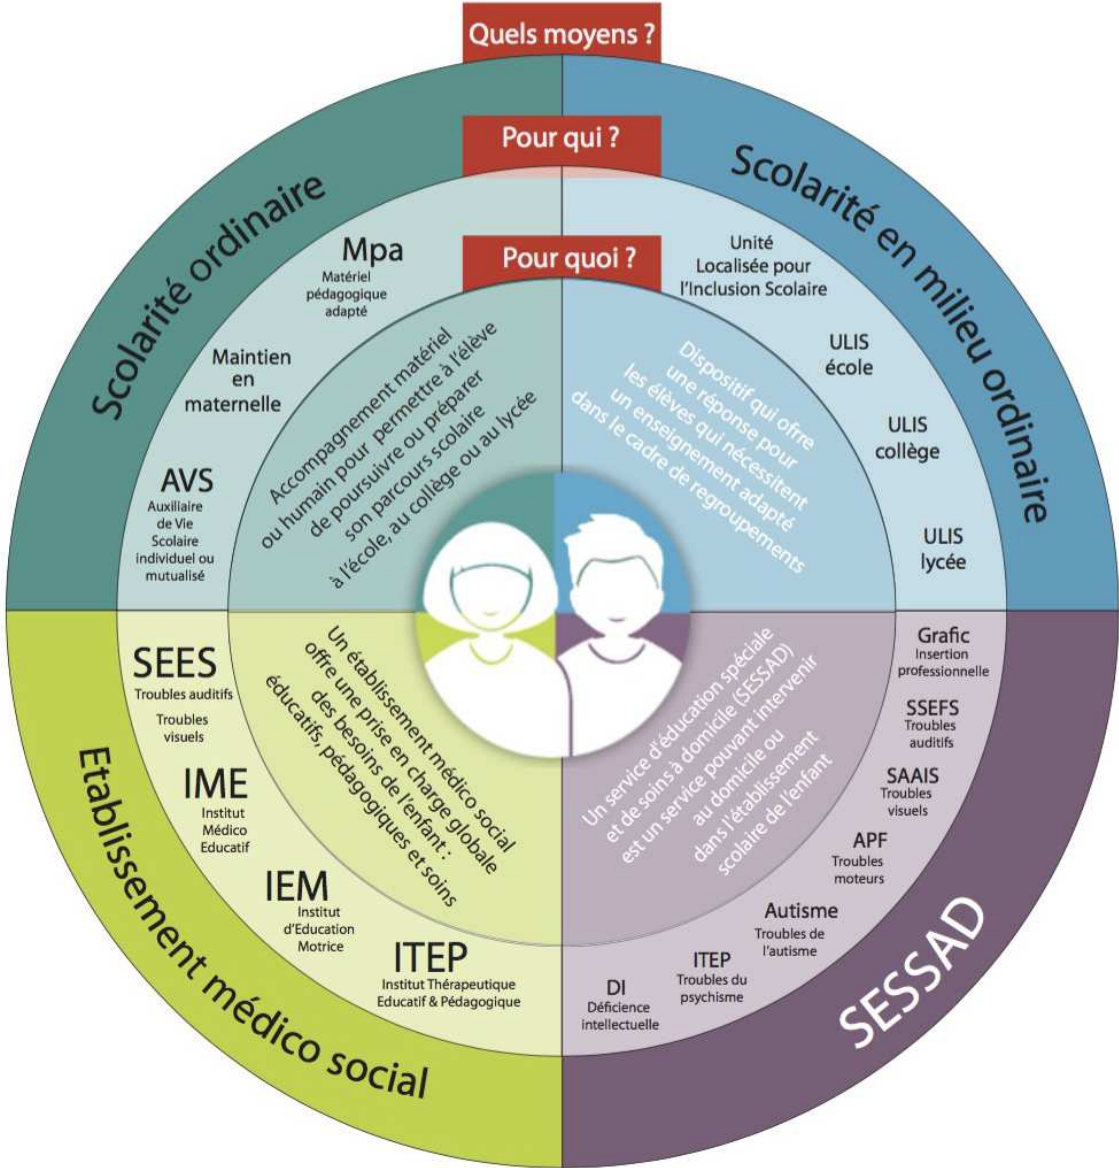 Quels moyens ?
Pour qui ?
Pour quoi ?
Scolarité ordinaire
Mpa
Matériel
pédagogique
adapté
Maintien
en
maternelle
AVS
Auxiliaire
de Vie
Scolaire
individuel ou
mutualisé
Accompagnement matériel
ou humain pour permettre à l'élève
de poursuivre ou préparer
son parcours scolaire
à l'école, au collège ou au lycée
Scolarité en milieu ordinaire
Unité
Localisée pour
l'Inclusion Scolaire
ULIS
école
ULIS
collège
ULIS
lycée
Dispositif qui offre
une réponse pour
les élèves qui nécessitent
un enseignement adapté
dans le cadre de regroupements
Etablissement médico social
SEES
Troubles auditifs
Troubles
visuels
IME
Institut
Médico
Educatif
IEM
Institut
d'Education
Motrice
ITEP
Institut Thérapeutique
Educatif & Pédagogique
Un établissement médico social
offre une prise en charge globale
des besoins de l'enfant :
éducatifs, pédagogiques et soins
SESSAD
Grafic
Insertion
professionnelle
SSEFS
Troubles
auditifs
SAAIS
Troubles
visuels
APF
Troubles
moteurs
Autisme
Troubles de
l'autisme
ITEP
Troubles du
psychisme
DI
Déficience
intellectuelle
Un service d'éducation spéciale
et de soins à domicile (SESSAD)
est un service pouvant intervenir
au domicile ou
dans l'établissement
scolaire de l'enfant